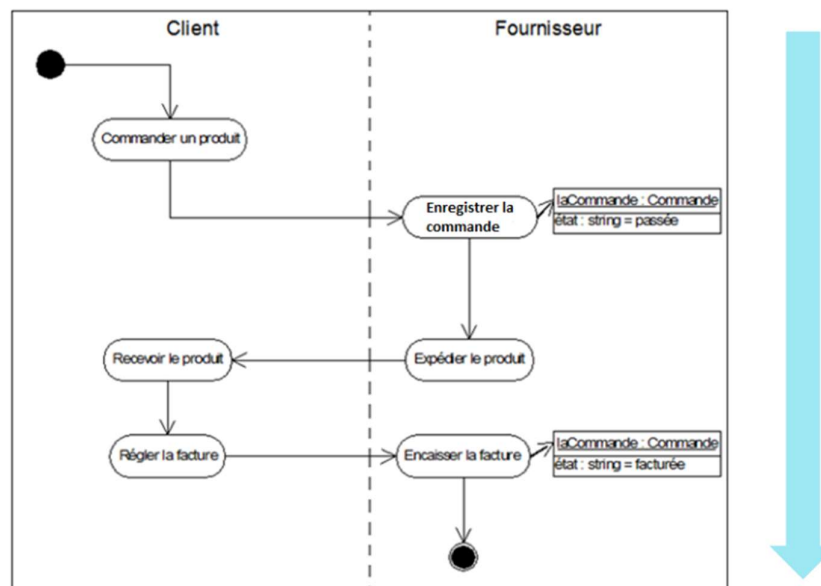 Client
Fournisseur
Commander un produit
Enregistrer la
commande
laCommande : Commande
état : string = passée
Recevoir le produit
Expédier le produit
Régler la facture
Encaisser la facture
laCommande : Commande
état : string = facturée